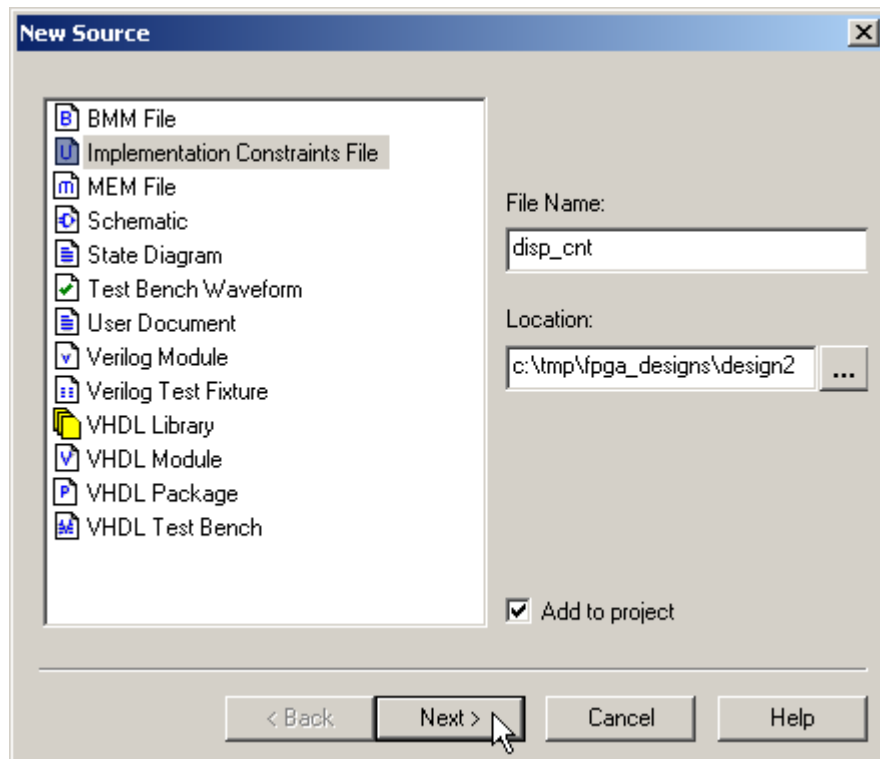 New Source
BMM File
Implementation Constraints File
MEM File
Schematic
State Diagram
Test Bench Waveform
User Document
Verilog Module
Verilog Test Fixture
VHDL Library
VHDL Module
VHDL Package
VHDL Test Bench
File Name:
disp_cnt
Location:
c:\tmp\fpga_designs\design2
...
Add to project
< Back
Next >
Cancel
Help